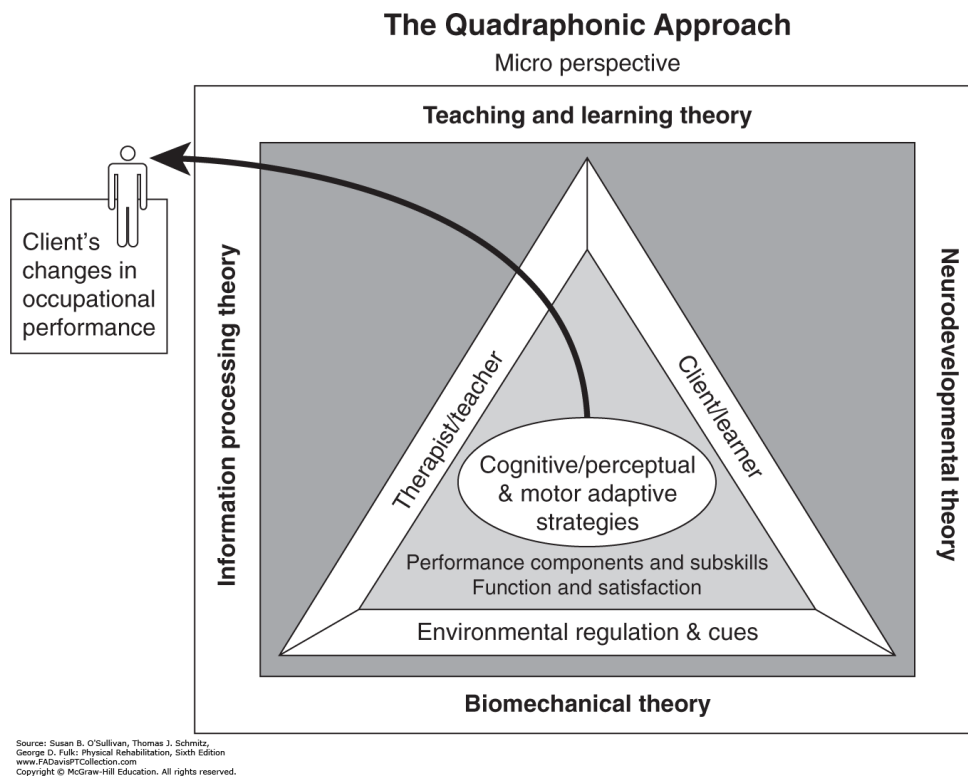 The Quadraphonic Approach
Micro perspective
Teaching and learning theory
Client's
changes in
occupational
performance
Information processing theory
Therapist/teacher
Client/learner
Neurodevelopmental theory
Cognitive/perceptual
& motor adaptive
strategies
Performance components and subskills
Function and satisfaction
Environmental regulation & cues
Biomechanical theory
Source: Susan B. O'Sullivan, Thomas J. Schmitz,
George D. Fulk: Physical Rehabilitation, Sixth Edition
www.FADavisPTCollection.com
Copyright © McGraw-Hill Education. All rights reserved.